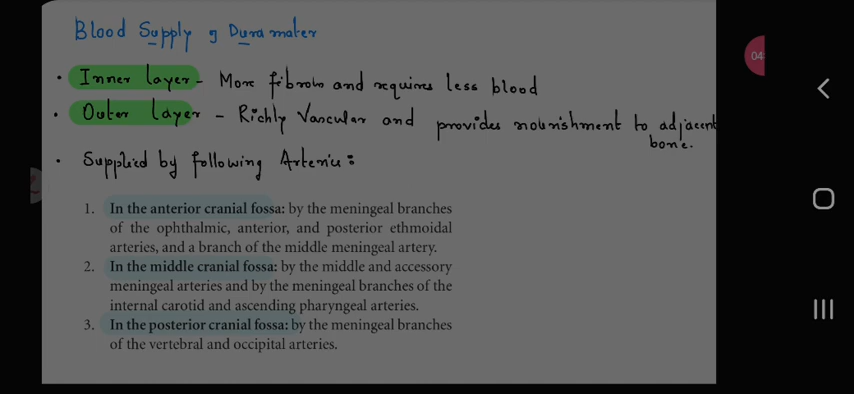 Blood Supply of Dura mater
• Inner layer - More fibrous and requires less blood
• Outer layer - Richly Vascular and provides nourishment to adjacent
bone.
• Supplied by following Arteries:
1. In the anterior cranial fossa: by the meningeal branches
of the ophthalmic, anterior, and posterior ethmoidal
arteries, and a branch of the middle meningeal artery.
2. In the middle cranial fossa: by the middle and accessory
meningeal arteries and by the meningeal branches of the
internal carotid and ascending pharyngeal arteries.
3. In the posterior cranial fossa: by the meningeal branches
of the vertebral and occipital arteries.
04: